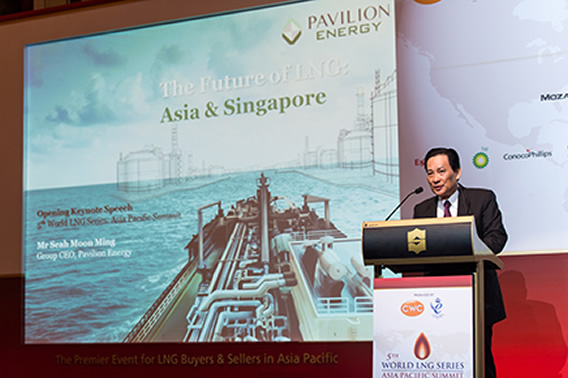 PAVILION
ENERGY
The Future of LNG:
Asia & Singapore
Opening Keynote Speech
5th World LNG Series: Asia Pacific Summit
Mr Seah Moon Ming
Group CEO, Pavilion Energy
The Premier Event for LNG Buyers & Sellers in Asia Pacific
bp
ConocoPhillips
CWC
5TH
WORLD LNG SERIES
ASIA PACIFIC SUMMIT